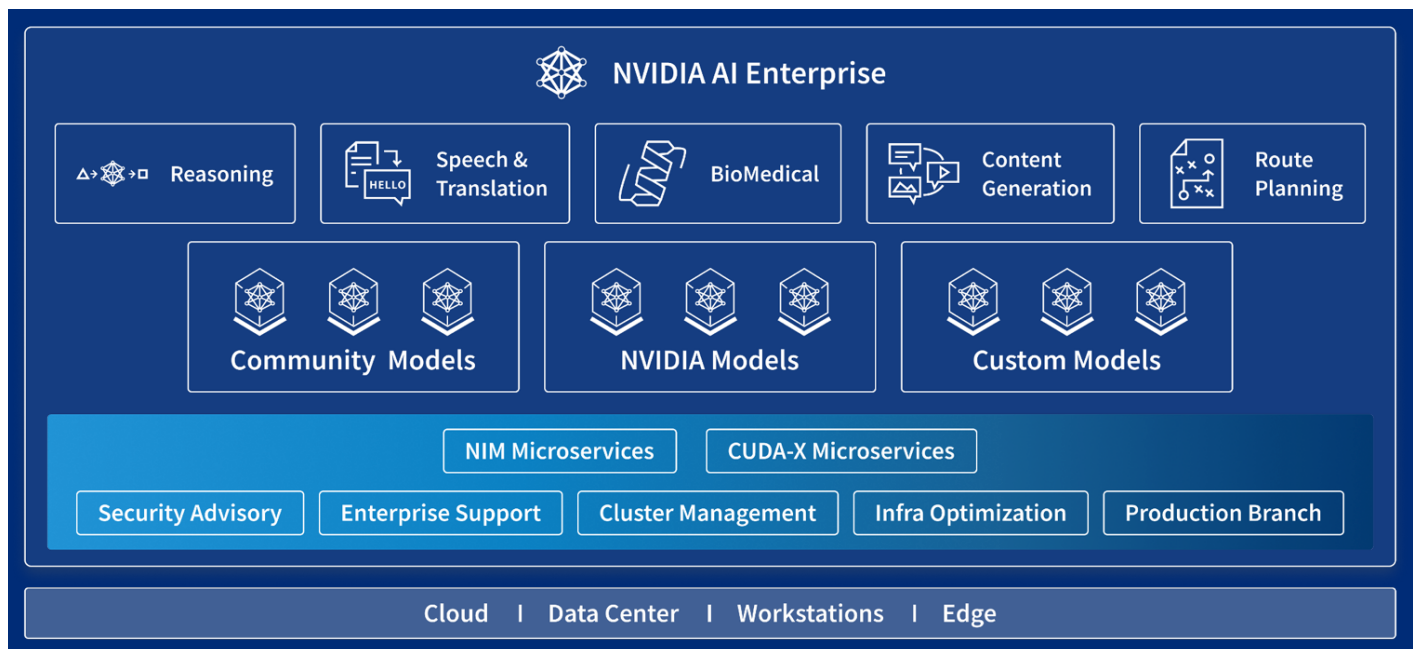 NVIDIA AI Enterprise
Reasoning
Speech &
Translation
HELLO
BioMedical
Content
Generation
Route
Planning
Community Models
NVIDIA Models
Custom Models
NIM Microservices
CUDA-X Microservices
Security Advisory
Enterprise Support
Cluster Management
Infra Optimization
Production Branch
Cloud | Data Center | Workstations | Edge